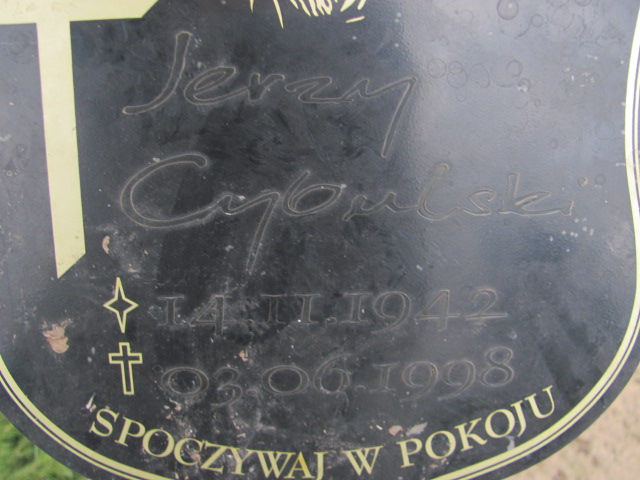 Jerzy
Cybulski
14.11.1942
03.06.1998
SPOCZYWAJ W POKOJU